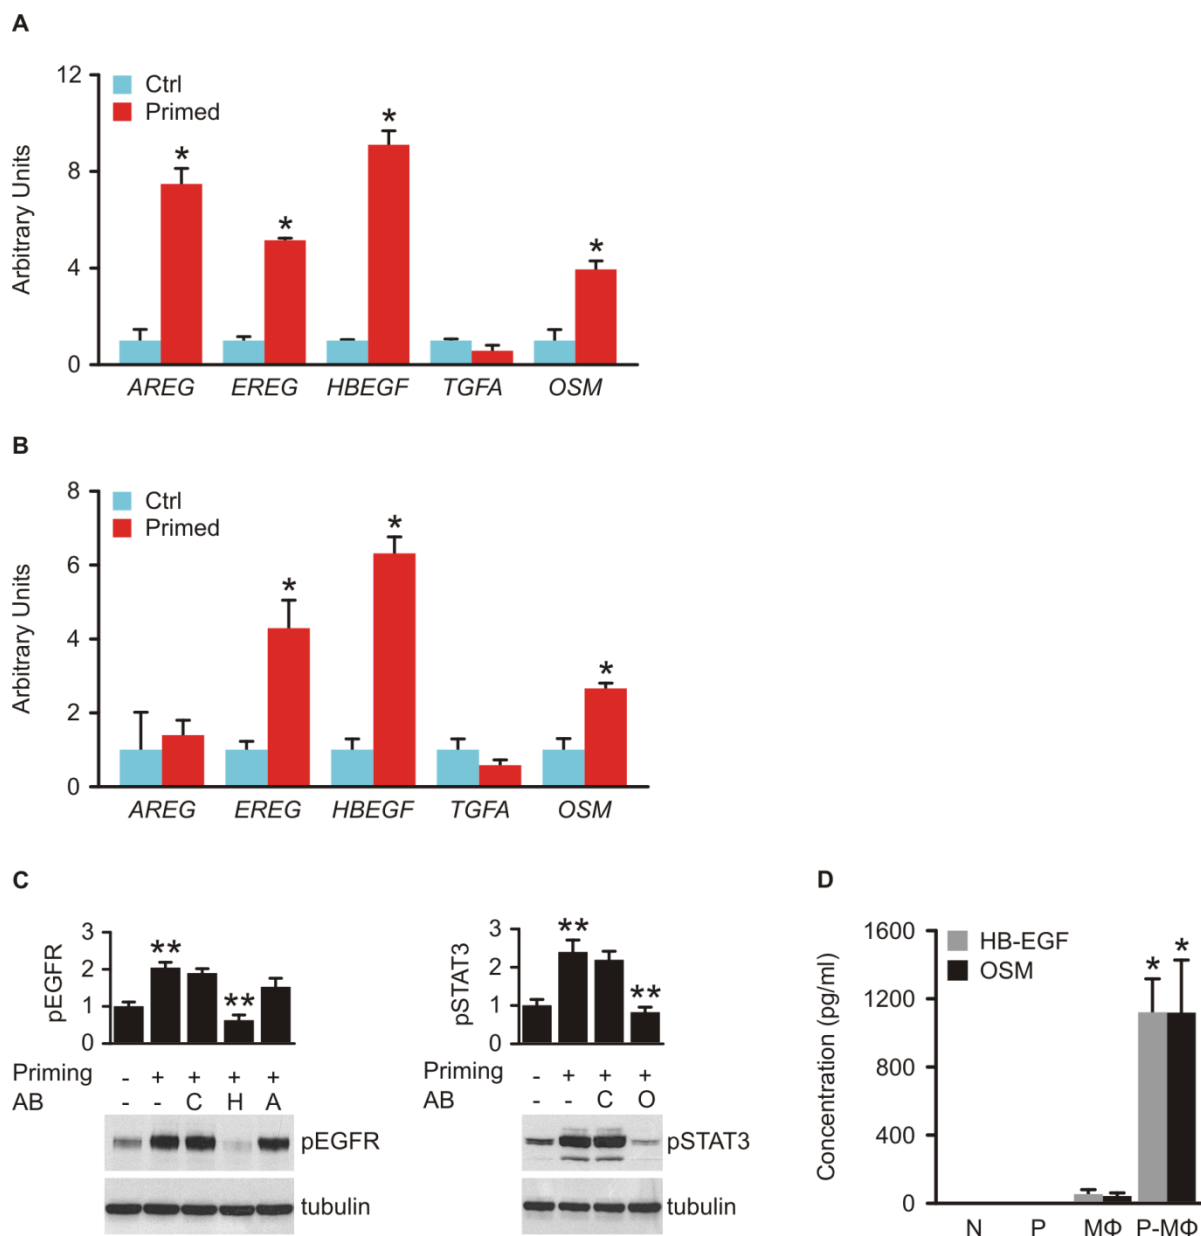 A
12
8
4
0
Arbitrary Units
Ctrl
Primed
* * * *
AREG EREG HBEGF TGFA OSM
B
8
6
4
2
0
Arbitrary Units
Ctrl
Primed
* * *
AREG EREG HBEGF TGFA OSM
C
3
2
1
0
pEGFR
** **
Priming - + + + +
AB - - C H A
pEGFR
tubulin
3
2
1
0
pSTAT3
** **
Priming - + + +
AB - - C O
pSTAT3
tubulin
D
1600
1200
800
400
0
Concentration (pg/ml)
HB-EGF
OSM
* *
N P MΦ P-MΦ